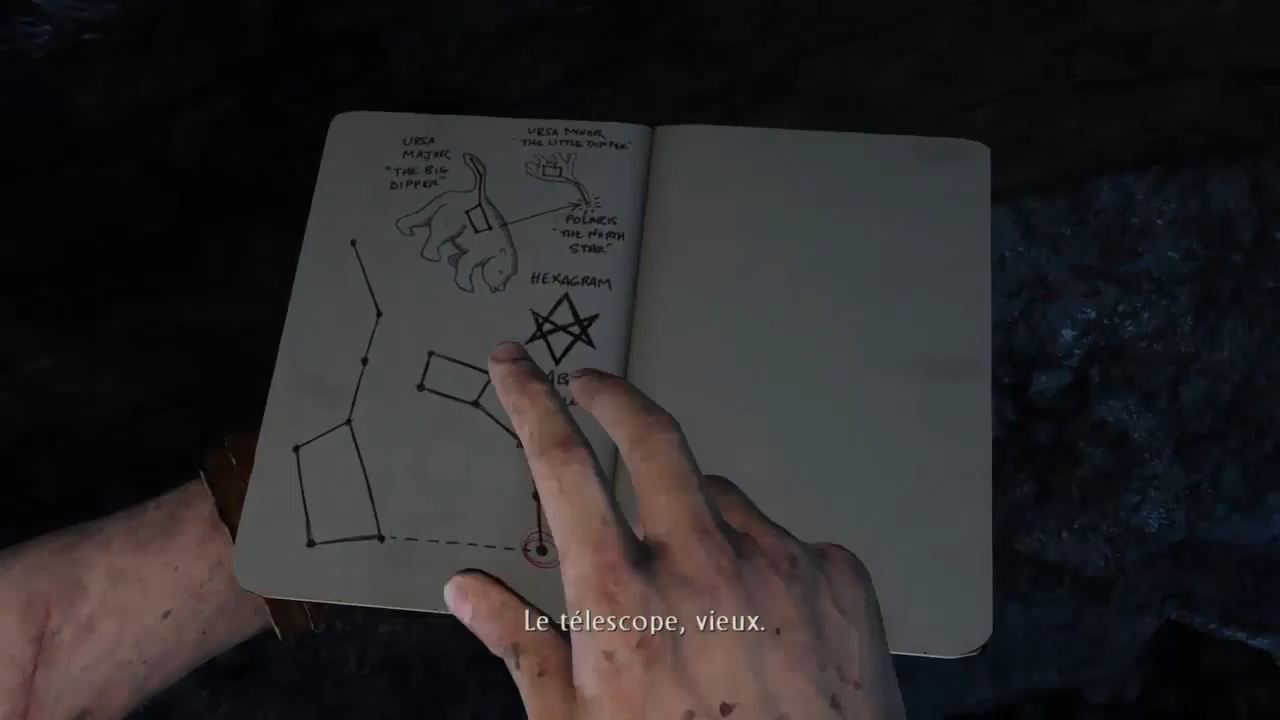 URSA
MAJOR
"THE BIG
DIPPER"
URSA MINOR
"THE LITTLE DIPPER"
POLARIS
"THE NORTH
STAR"
HEXAGRAM
Le télescope, vieux.